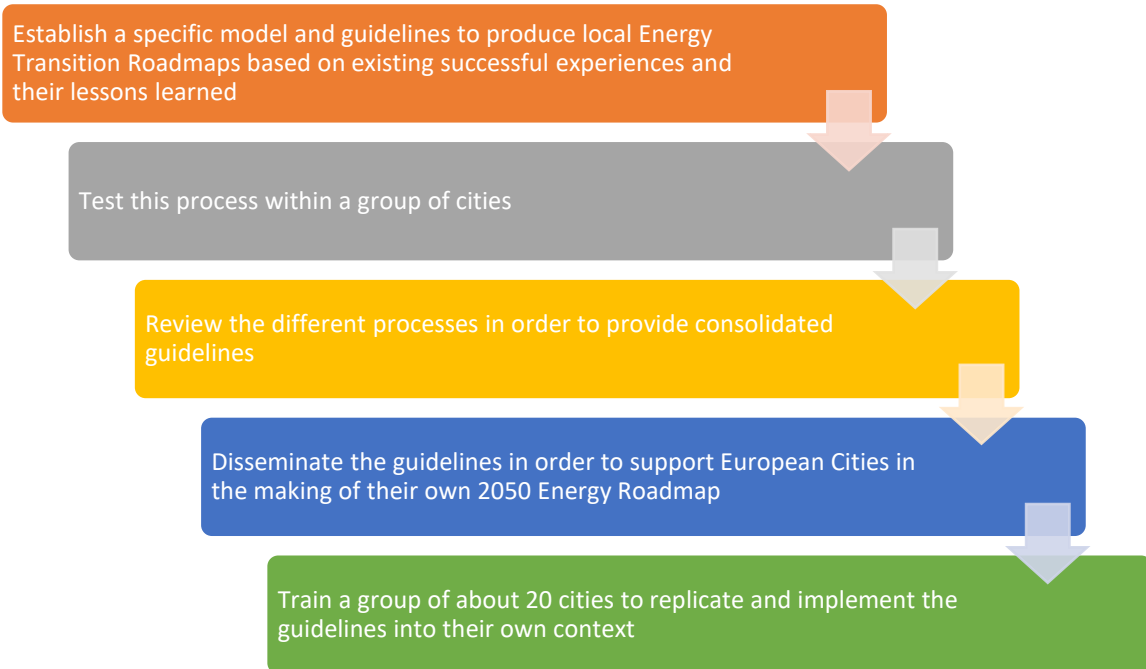 Establish a specific model and guidelines to produce local Energy
Transition Roadmaps based on existing successful experiences and
their lessons learned
Test this process within a group of cities
Review the different processes in order to provide consolidated
guidelines
Disseminate the guidelines in order to support European Cities in
the making of their own 2050 Energy Roadmap
Train a group of about 20 cities to replicate and implement the
guidelines into their own context